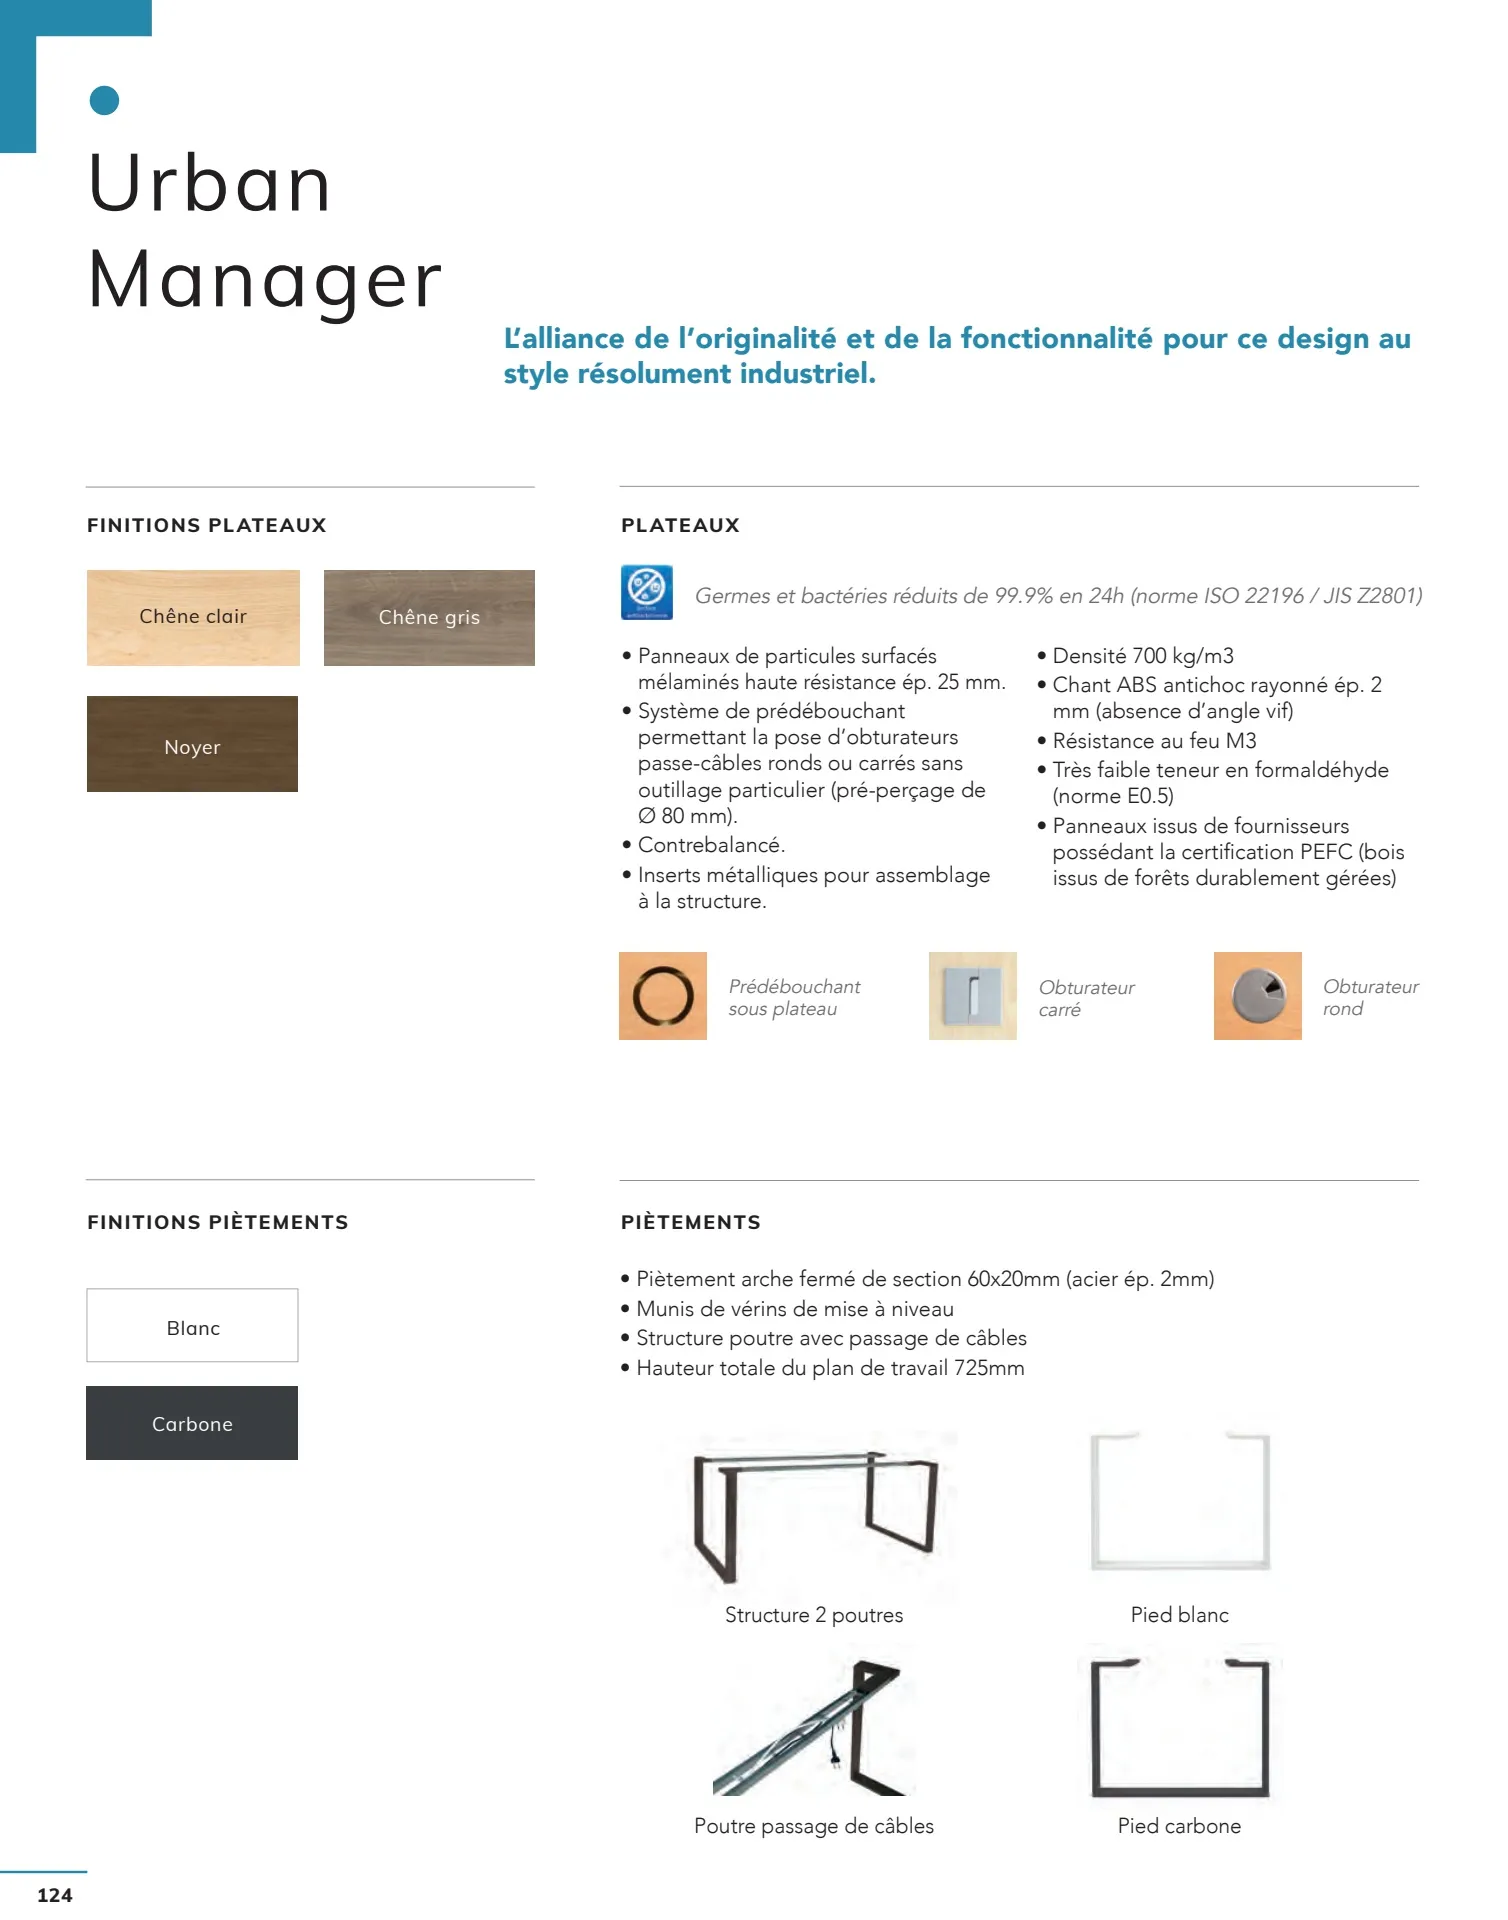 Urban
Manager
L’alliance de l’originalité et de la fonctionnalité pour ce design au
style résolument industriel.
FINITIONS PLATEAUX
Chêne clair
Chêne gris
Noyer
PLATEAUX
Germes et bactéries réduits de 99.9% en 24h (norme ISO 22196 / JIS Z2801)
• Panneaux de particules surfacés
mélaminés haute résistance ép. 25 mm.
• Système de prédébouchant
permettant la pose d’obturateurs
passe-câbles ronds ou carrés sans
outillage particulier (pré-perçage de
Ø 80 mm).
• Contrebalancé.
• Inserts métalliques pour assemblage
à la structure.
• Densité 700 kg/m3
• Chant ABS antichoc rayonné ép. 2
mm (absence d’angle vif)
• Résistance au feu M3
• Très faible teneur en formaldéhyde
(norme E0.5)
• Panneaux issus de fournisseurs
possédant la certification PEFC (bois
issus de forêts durablement gérées)
Prédébouchant
sous plateau
Obturateur
carré
Obturateur
rond
FINITIONS PIÈTEMENTS
Blanc
Carbone
PIÈTEMENTS
• Piètement arche fermé de section 60x20mm (acier ép. 2mm)
• Munis de vérins de mise à niveau
• Structure poutre avec passage de câbles
• Hauteur totale du plan de travail 725mm
Structure 2 poutres
Pied blanc
Poutre passage de câbles
Pied carbone
124